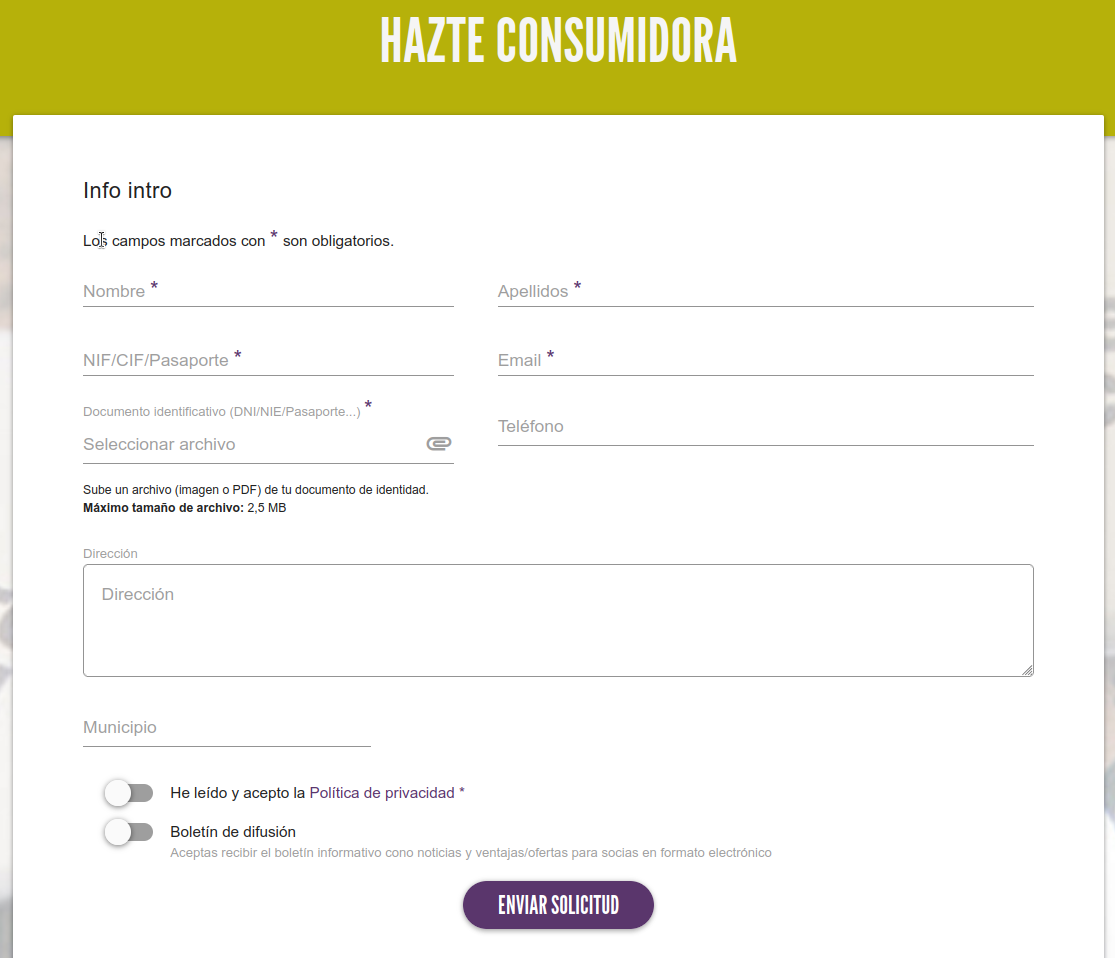 HAZTE CONSUMIDORA
Info intro
Los campos marcados con * son obligatorios.
Nombre *
Apellidos *
NIF/CIF/Pasaporte *
Email *
Documento identificativo (DNI/NIE/Pasaporte...) *
Seleccionar archivo
Teléfono
Sube un archivo (imagen o PDF) de tu documento de identidad.
Máximo tamaño de archivo: 2,5 MB
Dirección
Dirección
Municipio
He leído y acepto la Política de privacidad *
Boletín de difusión
Aceptas recibir el boletín informativo cono noticias y ventajas/ofertas para socias en formato electrónico
ENVIAR SOLICITUD